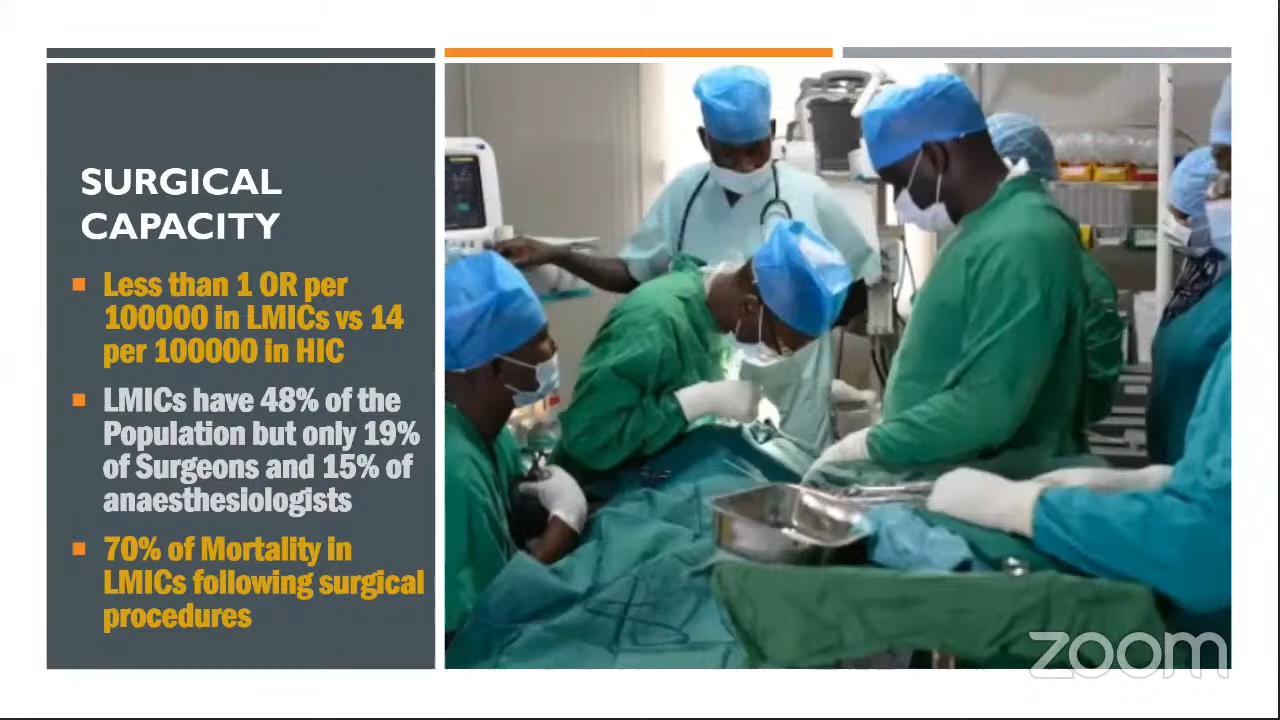 SURGICAL
CAPACITY
Less than 1 OR per
100000 in LMICs vs 14
per 100000 in HIC
LMICs have 48% of the
Population but only 19%
of Surgeons and 15% of
anaesthesiologists
70% of Mortality in
LMICs following surgical
procedures
zoom